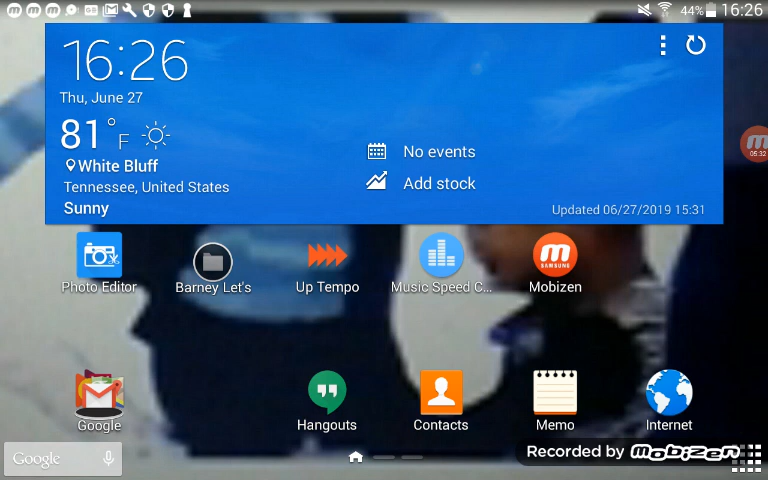 44% 16:26
16:26
Thu, June 27
81°F
White Bluff
Tennessee, United States
Sunny
No events
Add stock
Updated 06/27/2019 15:31
m
05:32
m
SAMSUNG
Photo Editor
Barney Let's
Up Tempo
Music Speed C...
Mobizen
Google
Hangouts
Contacts
Memo
Internet
Google
Recorded by Mobizen